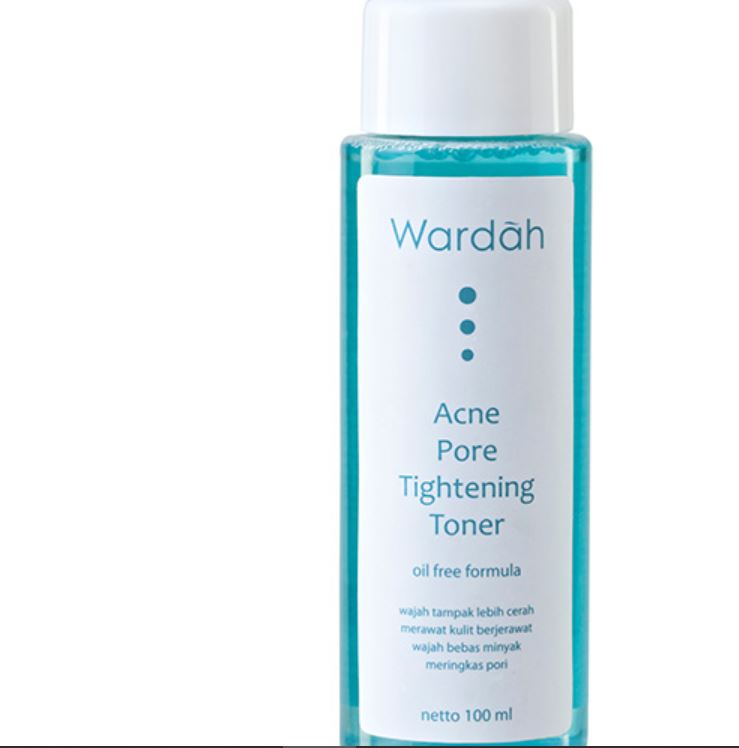 Wardãh
Acne
Pore
Tightening
Toner
oil free formula
wajah tampak lebih cerah
merawat kulit berjerawat
wajah bebas minyak
meringkas pori
netto 100 ml